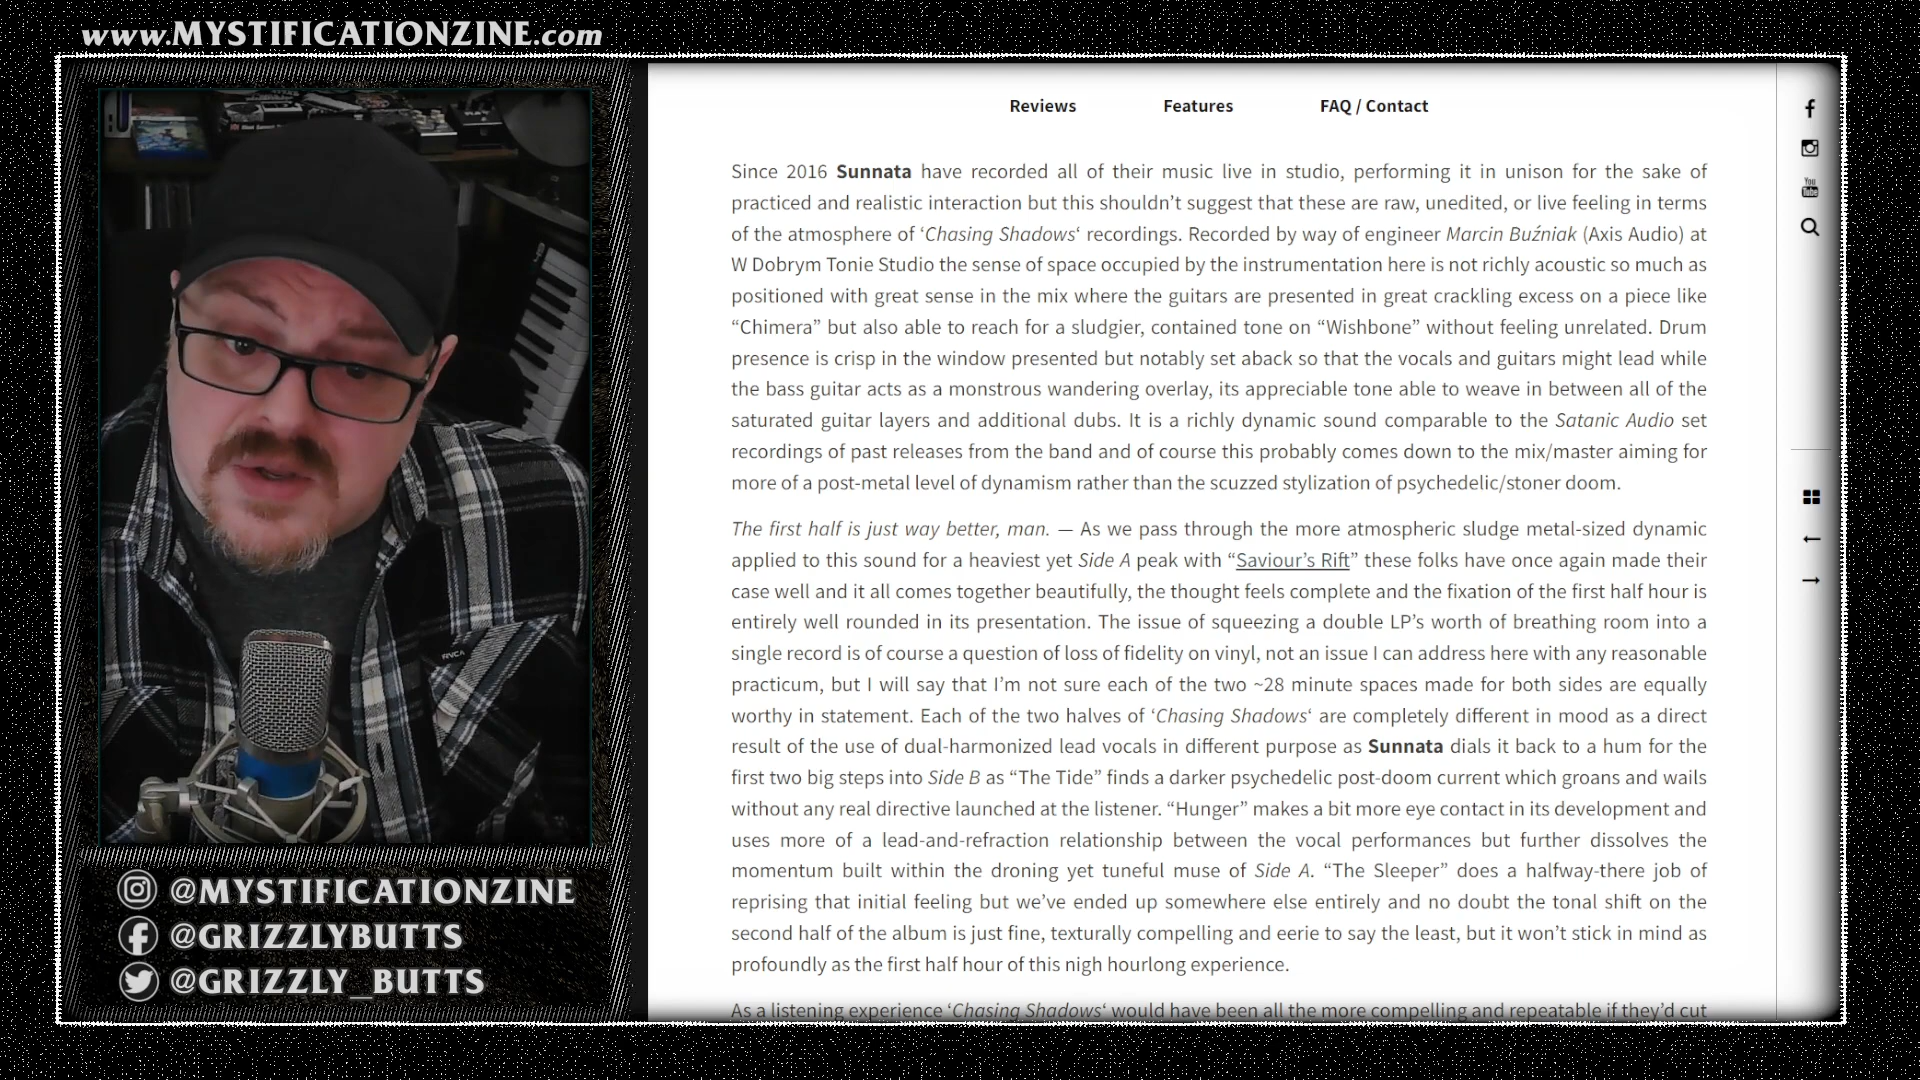 www.MYSTIFICATIONZINE.com
Reviews Features FAQ / Contact
Since 2016 Sunnata have recorded all of their music live in studio, performing it in unison for the sake of
practiced and realistic interaction but this shouldn’t suggest that these are raw, unedited, or live feeling in terms
of the atmosphere of ‘Chasing Shadows‘ recordings. Recorded by way of engineer Marcin Buźniak (Axis Audio) at
W Dobrym Tonie Studio the sense of space occupied by the instrumentation here is not richly acoustic so much as
positioned with great sense in the mix where the guitars are presented in great crackling excess on a piece like
“Chimera” but also able to reach for a sludgier, contained tone on “Wishbone” without feeling unrelated. Drum
presence is crisp in the window presented but notably set aback so that the vocals and guitars might lead while
the bass guitar acts as a monstrous wandering overlay, its appreciable tone able to weave in between all of the
saturated guitar layers and additional dubs. It is a richly dynamic sound comparable to the Satanic Audio set
recordings of past releases from the band and of course this probably comes down to the mix/master aiming for
more of a post-metal level of dynamism rather than the scuzzed stylization of psychedelic/stoner doom.
The first half is just way better, man. — As we pass through the more atmospheric sludge metal-sized dynamic
applied to this sound for a heaviest yet Side A peak with “Saviour’s Rift” these folks have once again made their
case well and it all comes together beautifully, the thought feels complete and the fixation of the first half hour is
entirely well rounded in its presentation. The issue of squeezing a double LP’s worth of breathing room into a
single record is of course a question of loss of fidelity on vinyl, not an issue I can address here with any reasonable
practicum, but I will say that I’m not sure each of the two ~28 minute spaces made for both sides are equally
worthy in statement. Each of the two halves of ‘Chasing Shadows‘ are completely different in mood as a direct
result of the use of dual-harmonized lead vocals in different purpose as Sunnata dials it back to a hum for the
first two big steps into Side B as “The Tide” finds a darker psychedelic post-doom current which groans and wails
without any real directive launched at the listener. “Hunger” makes a bit more eye contact in its development and
uses more of a lead-and-refraction relationship between the vocal performances but further dissolves the
momentum built within the droning yet tuneful muse of Side A. “The Sleeper” does a halfway-there job of
reprising that initial feeling but we’ve ended up somewhere else entirely and no doubt the tonal shift on the
second half of the album is just fine, texturally compelling and eerie to say the least, but it won’t stick in mind as
profoundly as the first half hour of this nigh hourlong experience.
As a listening experience ‘Chasing Shadows‘ would have been all the more compelling and repeatable if they’d cut
You
Tube
RVCA
@MYSTIFICATIONZINE
@GRIZZLYBUTTS
@GRIZZLY_BUTTS